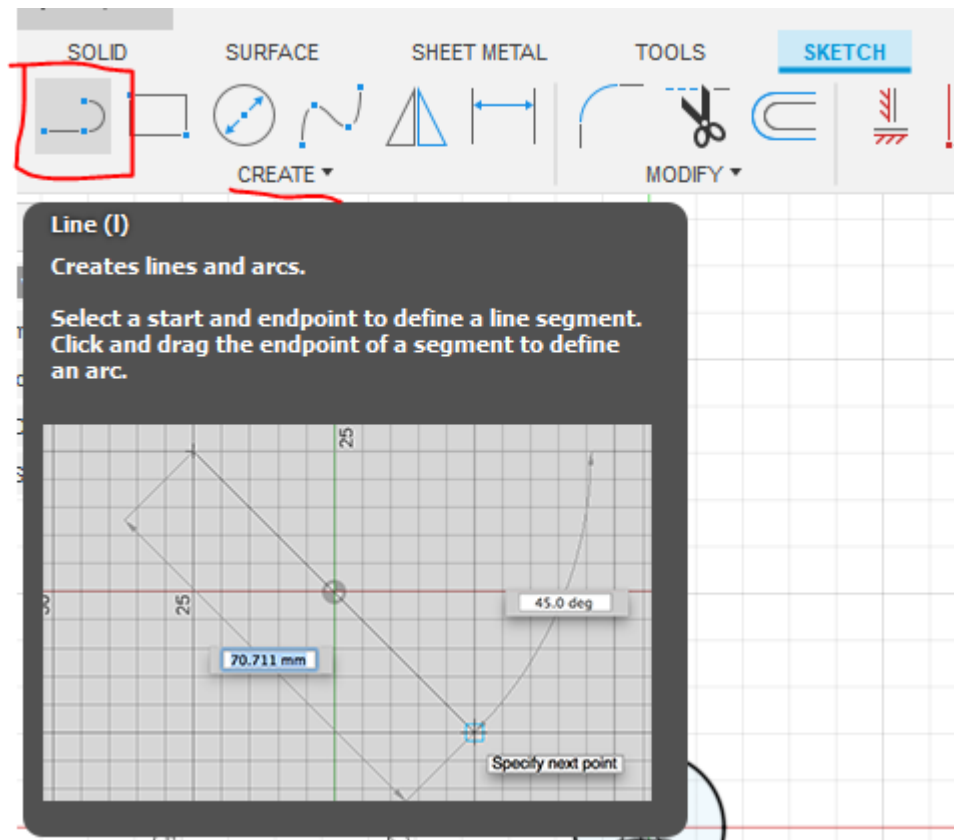 SOLID SURFACE SHEET METAL TOOLS SKETCH
CREATE ▾ MODIFY ▾
Line (l)
Creates lines and arcs.
Select a start and endpoint to define a line segment.
Click and drag the endpoint of a segment to define
an arc.
25
25
45.0 deg
70.711 mm
Specify next point